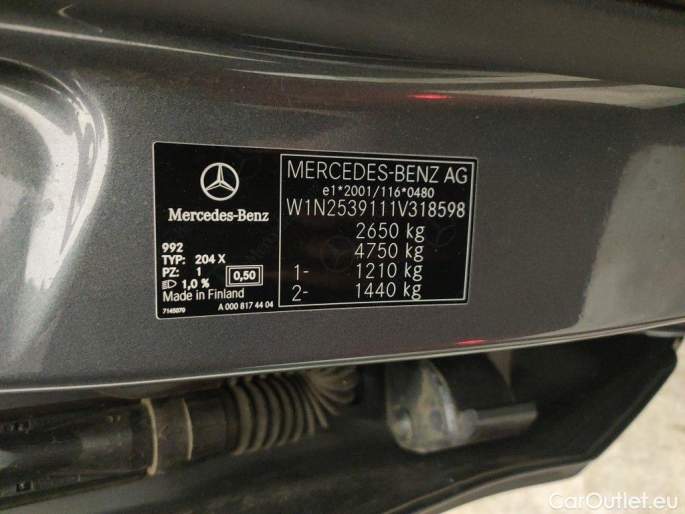 Mercedes-Benz
992
TYP: 204 X
PZ: 1
1,0 %
0,50
Made in Finland
7145070
A 000 817 44 04
MERCEDES-BENZ AG
e1*2001/116*0480
W1N2539111V318598
2650 kg
4750 kg
1- 1210 kg
2- 1440 kg
CarOutlet.eu